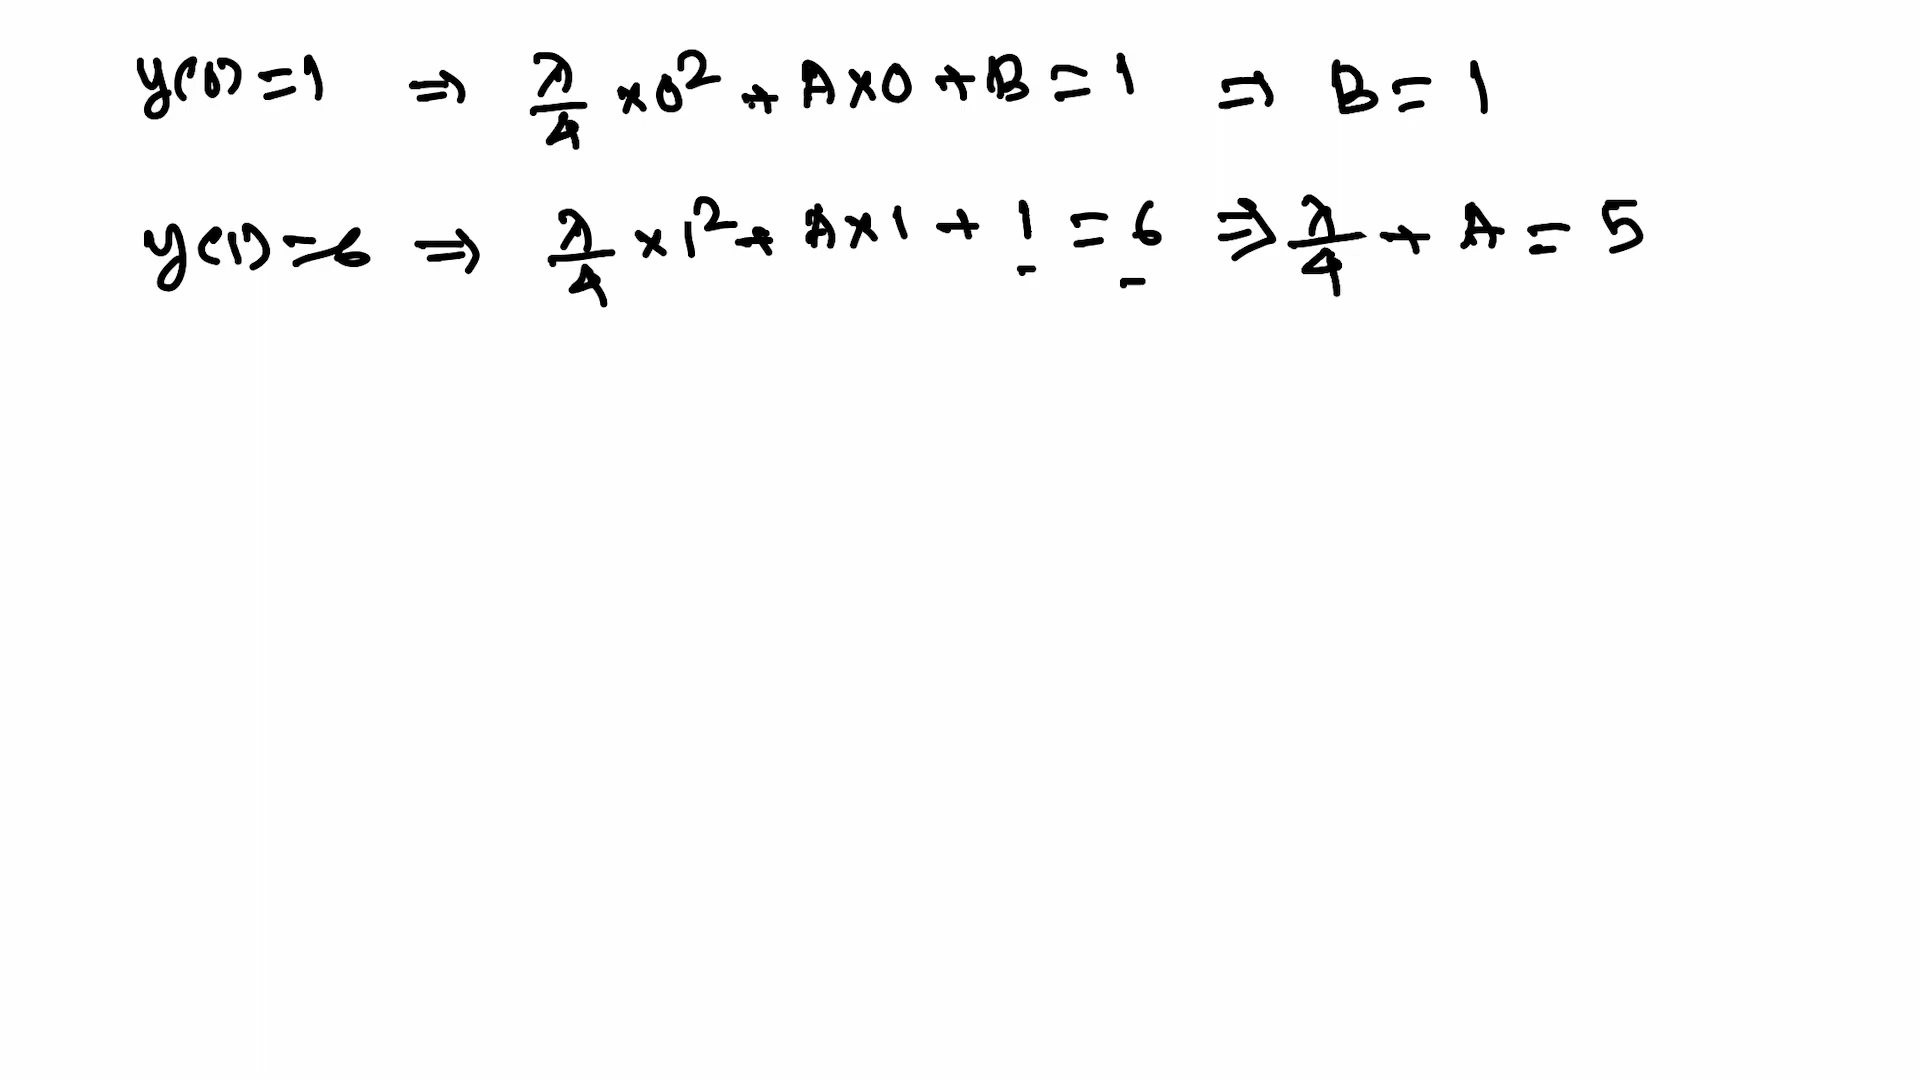 y(0)=1 ⇒ λ/4 ×0² + A×0 + B = 1 ⇒ B = 1
y(1)=6 ⇒ λ/4 ×1² + A×1 + 1 = 6 ⇒ λ/4 + A = 5